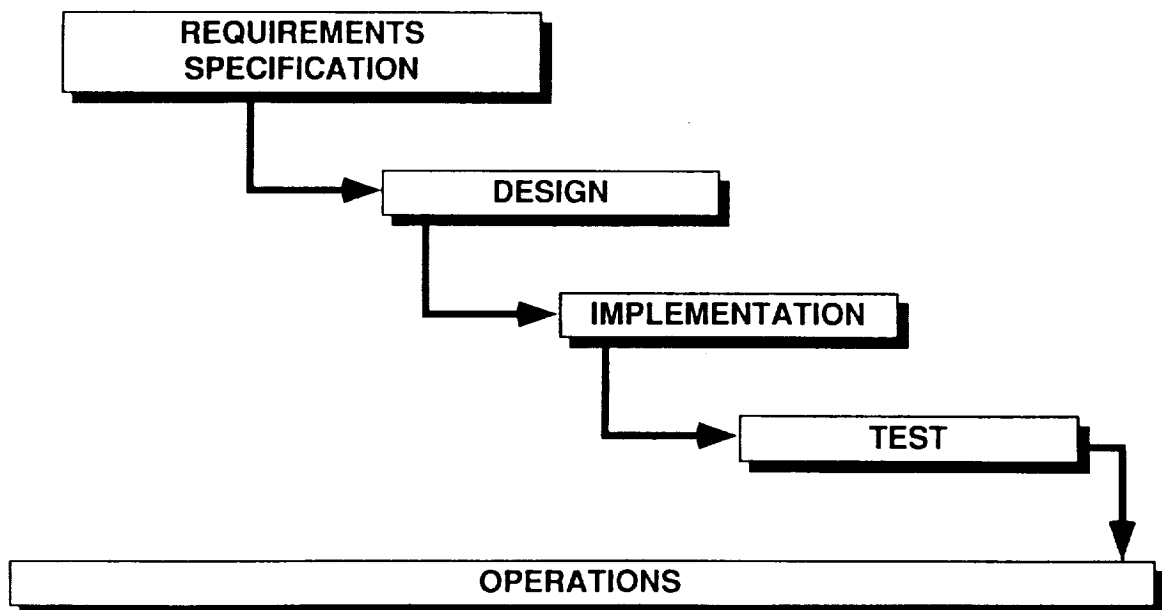 REQUIREMENTS
SPECIFICATION
DESIGN
IMPLEMENTATION
TEST
OPERATIONS